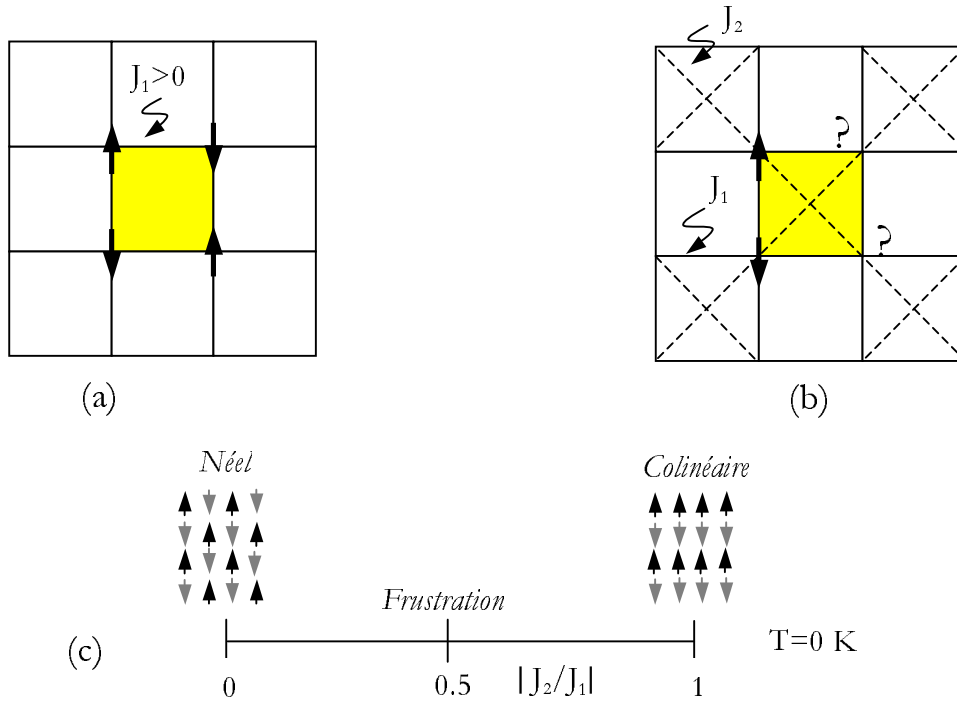 J₁>0
J₂
?
J₁
?
(a)
(b)
Néel
Colinéaire
Frustration
(c)
T=0 K
0
0.5
|J₂/J₁|
1